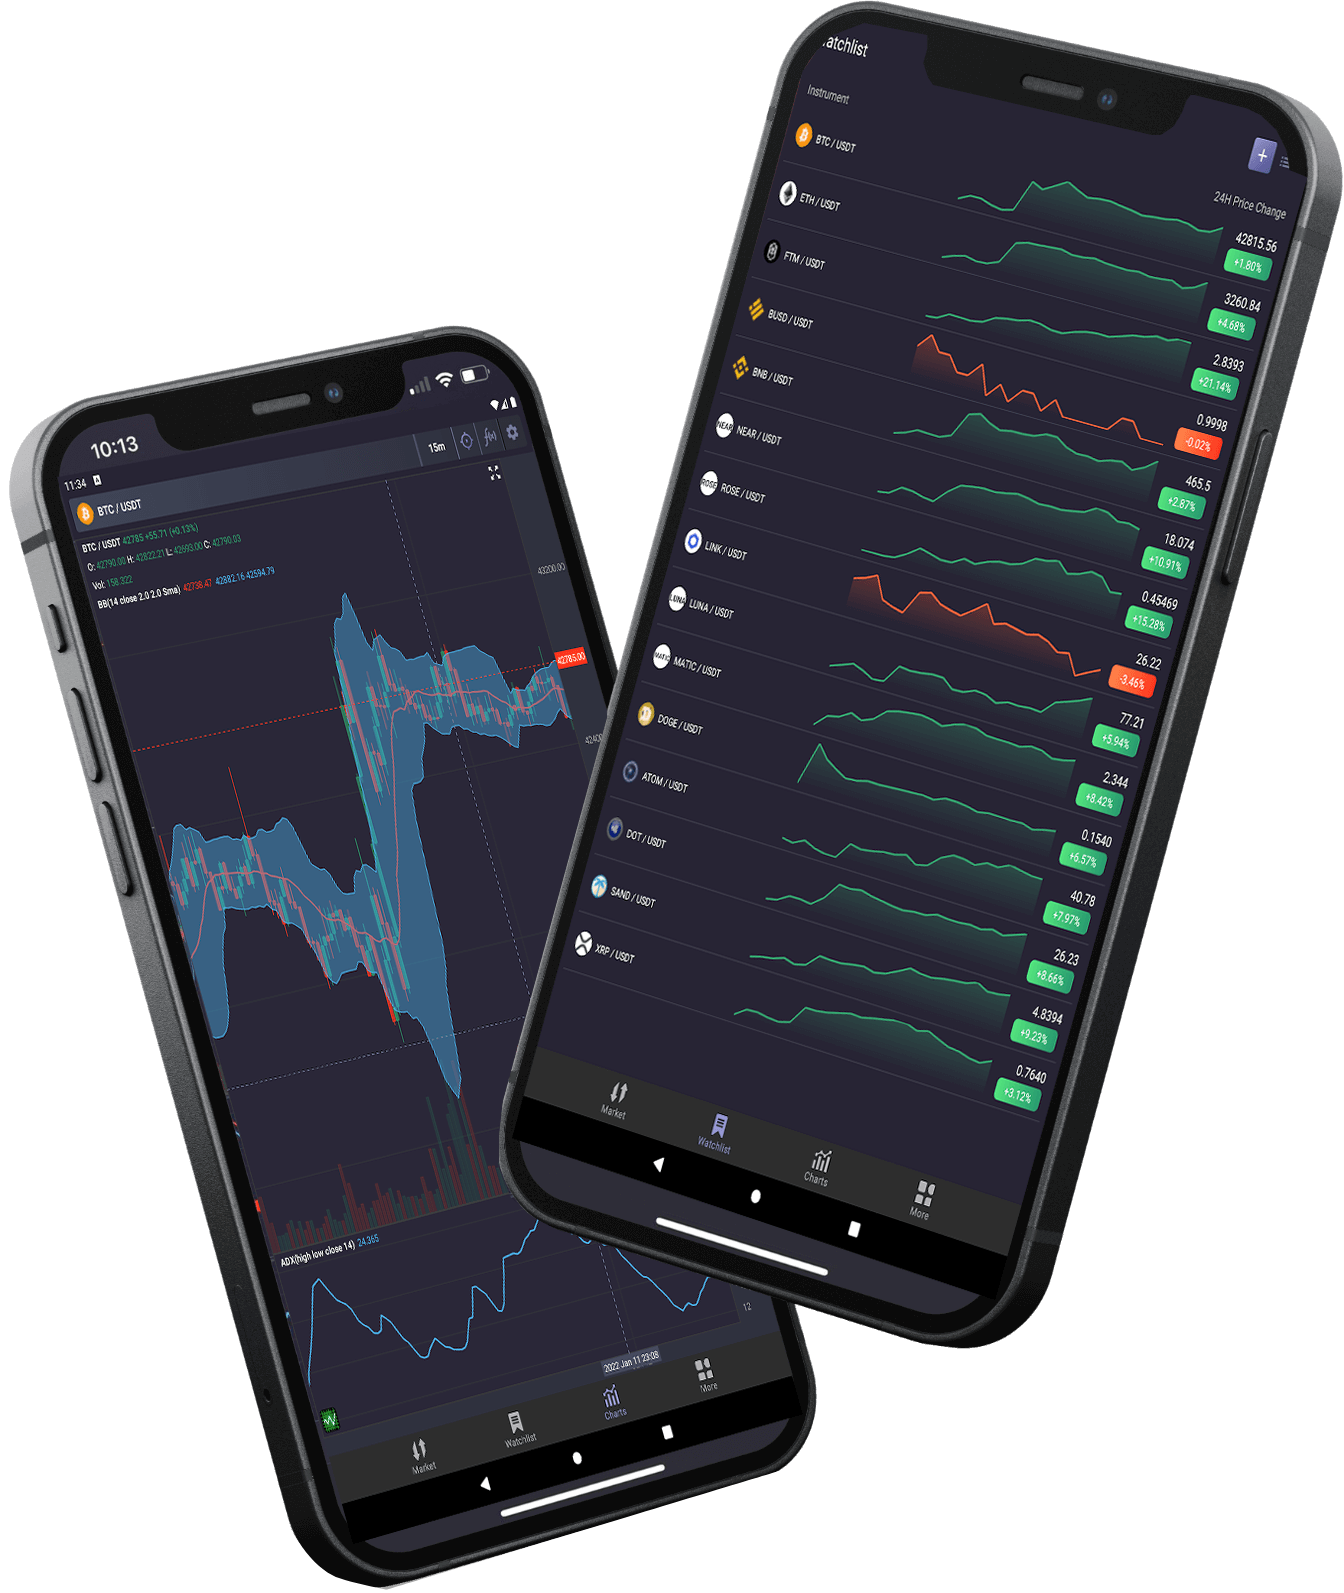 10:13
11:34
BTC / USDT
15m
f(x)
BTC / USDT 42785 +55.71 (+0.13%)
O: 42790.00 H: 42822.21 L: 42693.00 C: 42790.03
Vol: 158.322
BB(14 close 2.0 2.0 Sma) 42738.47 42882.16 42594.79
43200.00
42785.00
42400
ADX(high low close 14) 24.365
12
2022 Jan 11 23:08
Market
Watchlist
Charts
More
atchlist
Instrument
+
24H Price Change
BTC / USDT
42815.56
+1.80%
ETH / USDT
3260.84
+4.68%
FTM / USDT
2.8393
+21.14%
BUSD / USDT
0.9998
-0.02%
BNB / USDT
465.5
+2.87%
NEAR
NEAR / USDT
18.074
+10.91%
ROSE
ROSE / USDT
0.45469
+15.28%
LINK / USDT
26.22
-3.46%
LUNA
LUNA / USDT
77.21
+5.94%
MATIC
MATIC / USDT
2.344
+8.42%
DOGE / USDT
0.1540
+6.57%
ATOM / USDT
40.78
+7.97%
DOT / USDT
26.23
+8.66%
SAND / USDT
4.8394
+9.23%
XRP / USDT
0.7640
+3.12%
Market
Watchlist
Charts
More